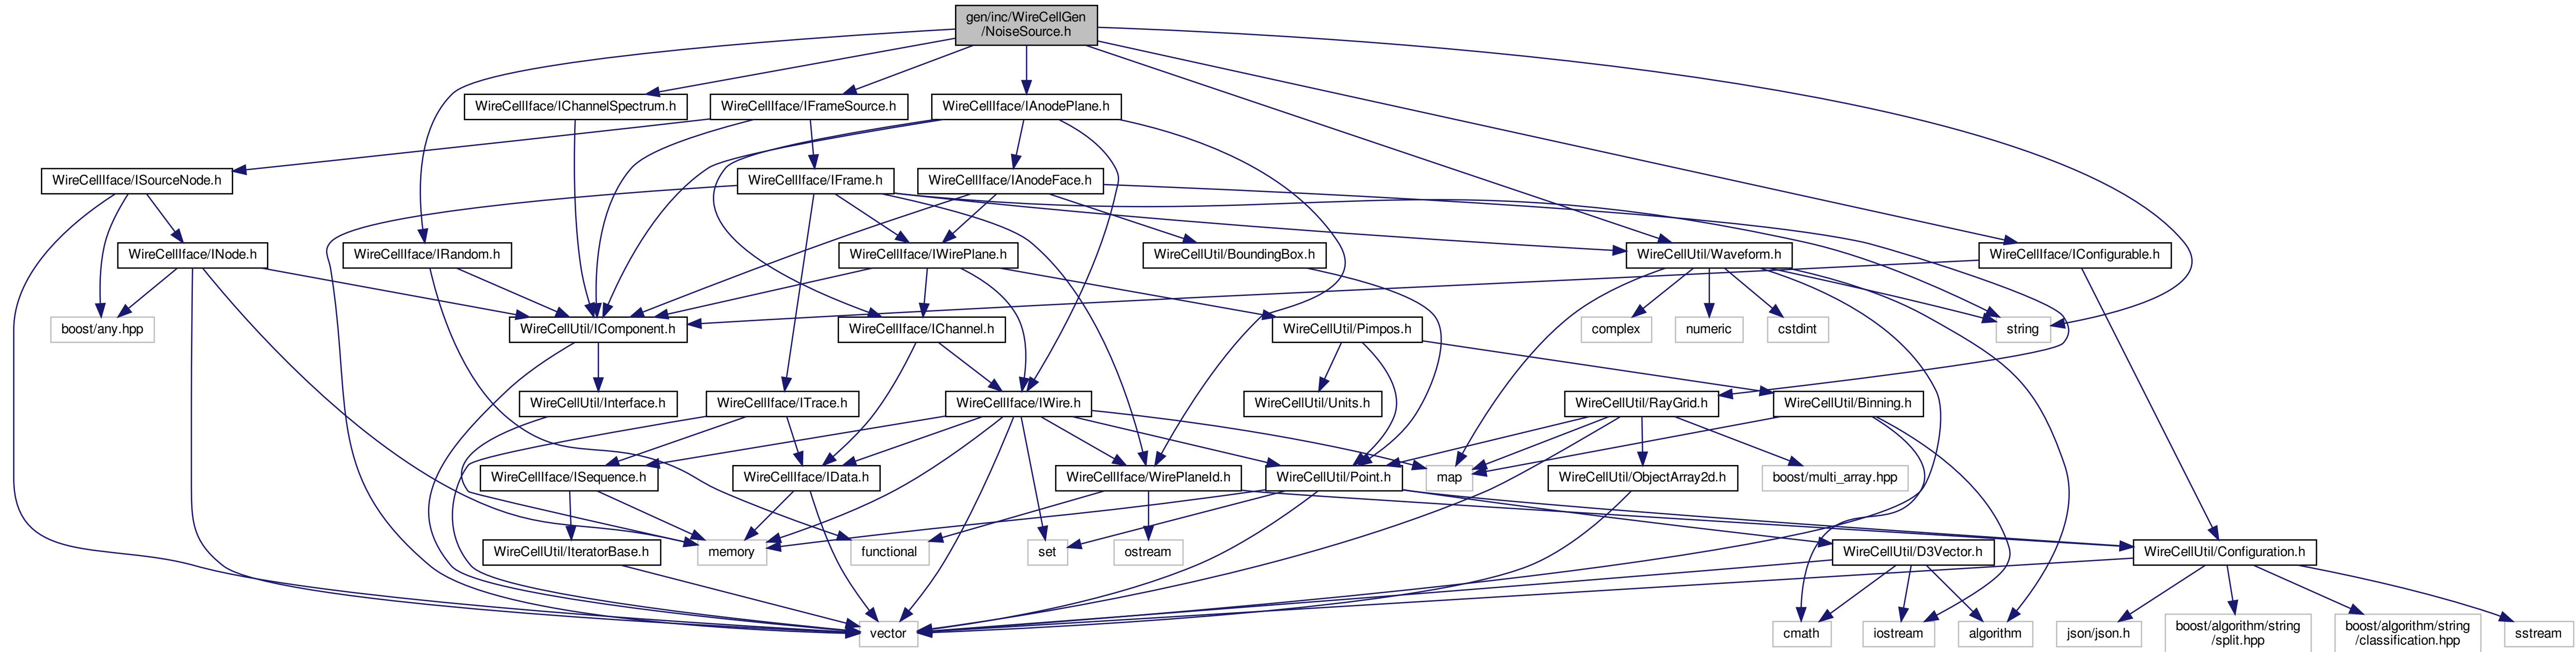 gen/inc/WireCellGen
/NoiseSource.h
WireCellIface/IChannelSpectrum.h
WireCellIface/IFrameSource.h
WireCellIface/IAnodePlane.h
WireCellIface/ISourceNode.h
WireCellIface/IFrame.h
WireCellIface/IAnodeFace.h
WireCellIface/INode.h
WireCellIface/IRandom.h
WireCellIface/IWirePlane.h
WireCellUtil/BoundingBox.h
WireCellUtil/Waveform.h
WireCellIface/IConfigurable.h
boost/any.hpp
WireCellUtil/IComponent.h
WireCellIface/IChannel.h
WireCellUtil/Pimpos.h
complex
numeric
cstdint
string
WireCellUtil/Interface.h
WireCellIface/ITrace.h
WireCellIface/IWire.h
WireCellUtil/Units.h
WireCellUtil/RayGrid.h
WireCellUtil/Binning.h
WireCellIface/ISequence.h
WireCellIface/IData.h
WireCellIface/WirePlaneId.h
WireCellUtil/Point.h
map
WireCellUtil/ObjectArray2d.h
boost/multi_array.hpp
WireCellUtil/IteratorBase.h
memory
functional
set
ostream
WireCellUtil/D3Vector.h
WireCellUtil/Configuration.h
vector
cmath
iostream
algorithm
json/json.h
boost/algorithm/string
/split.hpp
boost/algorithm/string
/classification.hpp
sstream